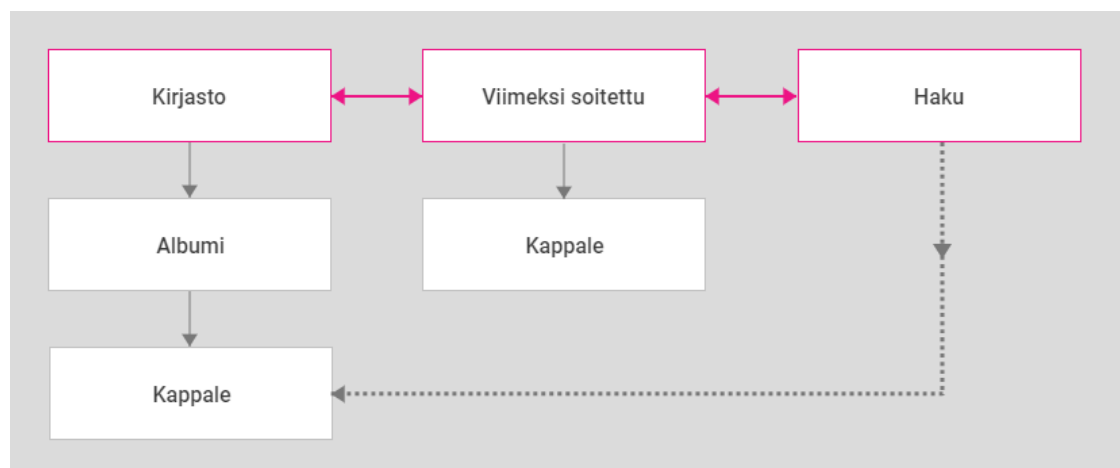 Kirjasto
Viimeksi soitettu
Haku
Albumi
Kappale
Kappale